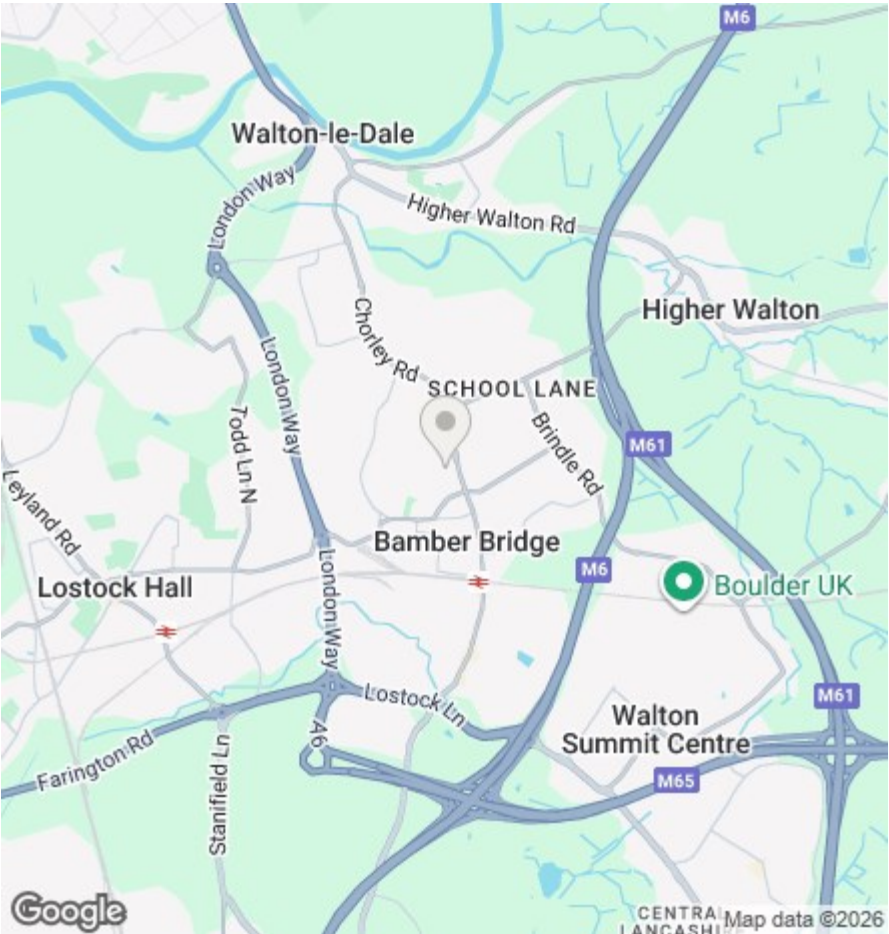 M6
Walton-le-Dale
London Way
Higher Walton Rd
Higher Walton
Chorley Rd
SCHOOL LANE
London Way
Todd Ln N
Brindle Rd
M61
Leyland Rd
Bamber Bridge
M6
Boulder UK
Lostock Hall
London Way
Lostock Ln
M61
Walton
Summit Centre
A6
Farington Rd
Stanifield Ln
M65
Google
CENTRAL
LANCASHIRE
Map data ©2026